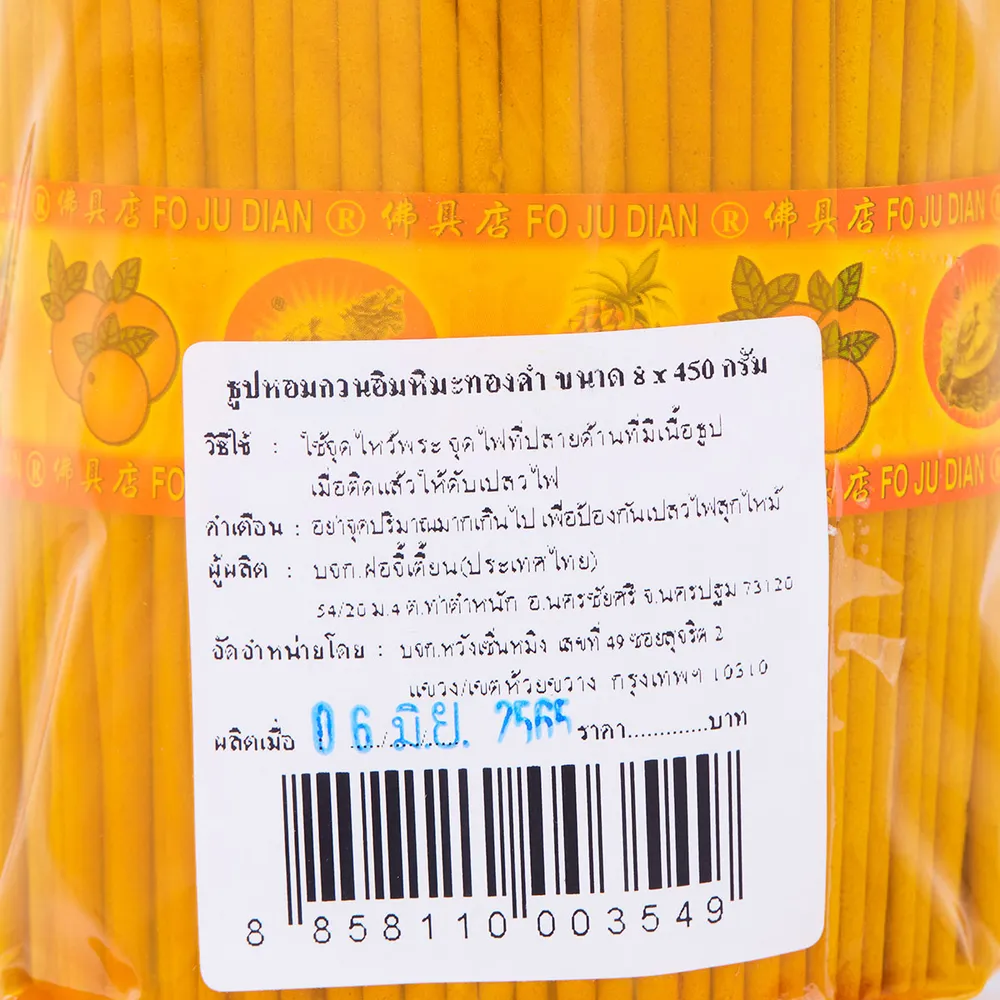 ® 佛具店 FO JU DIAN ® 佛具店 FO JU DIAN ® 佛具店 FO JU DIAN
ธูปหอมกวนอิมหิมะทองคำ ขนาด 8 x 450 กรัม
วิธีใช้ : ใช้จุดไหว้พระ จุดไฟที่ปลายด้านที่มีเนื้อธูป
เมื่อติดแล้วให้ดับเปลวไฟ
คำเตือน : อย่าจุดปริมาณมากเกินไป เพื่อป้องกันเปลวไฟลุกไหม้
ผู้ผลิต : บจก.ฝอจี้เตี้ยน(ประเทศไทย)
54/20 ม.4 ต.ท่าตำหนัก อ.นครชัยศรี จ.นครปฐม 73120
จัดจำหน่ายโดย : บจก.หวังเซิ่นหมิง เลขที่ 49 ซอยสุจริต 2
แขวง/เขตห้วยขวาง กรุงเทพฯ 10310
ผลิตเมื่อ 06 มิ.ย. 2565 ราคา.............บาท
8 858110 003549
® 佛具店 FO
店 FO JU DIAN